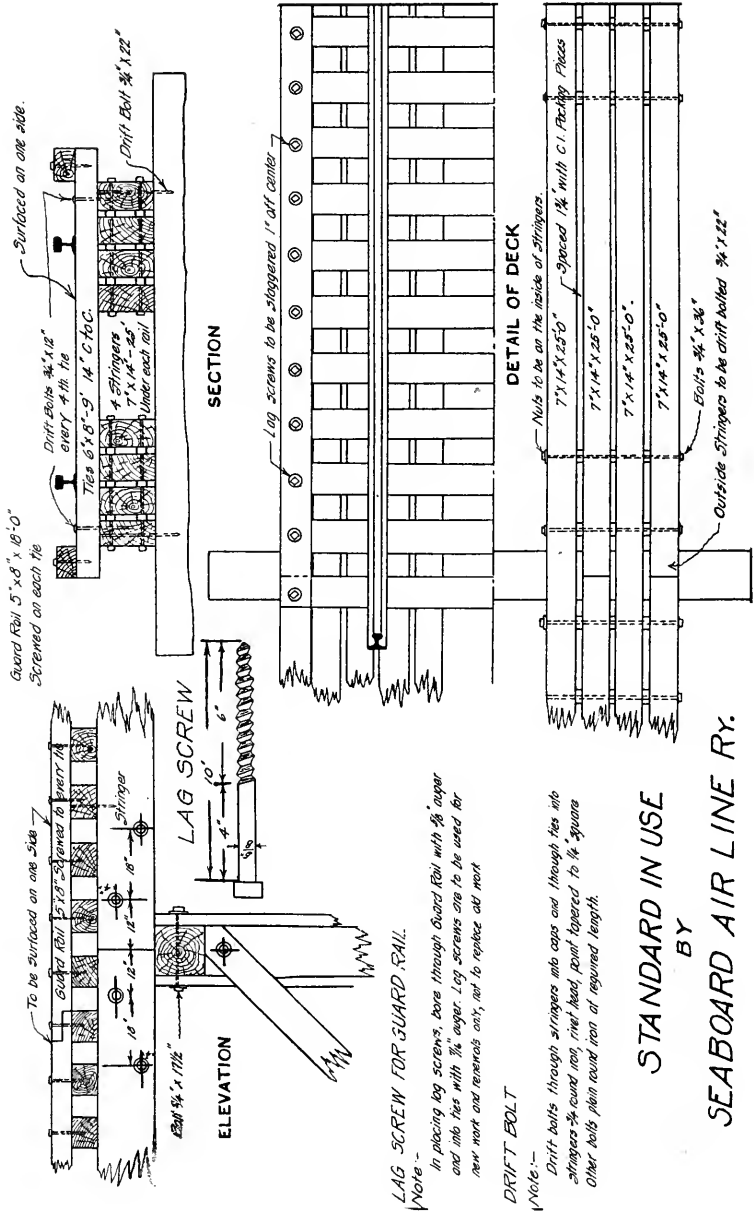 Guard Rail 5"x8"x18'-0"
Screwed on each tie
Drift Bolts ¾"x12"
every 4th tie
Surfaced on one side.
Ties 6"x8"-9' 14" C to C.
4 Stringers
7"x14"-25'
Under each rail
Drift Bolt ¾"x22"
SECTION
To be surfaced on one side
Guard Rail 5"x8" Screwed to every tie
Stringer
18" 12" 12" 18"
Bolt ¾" x 17½"
ELEVATION
LAG SCREW
10"
4" 6"
⅝"
Lag screws to be staggered 1" off center
DETAIL OF DECK
Nuts to be on the inside of stringers.
7"x14"x25'-0" Spaced 1¾" with C.I. Packing Pieces
7"x14"x25'-0"
7"x14"x25'-0"
7"x14"x25'-0"
Bolts ¾"x36"
Outside Stringers to be drift bolted ¾"x22"
LAG SCREW FOR GUARD RAIL.
Note:-
In placing lag screws, bore through Guard Rail with ⅝" auger
and into ties with auger. Lag screws are to be used for
new work and renewals only, not to replace old work
DRIFT BOLT
Note:-
Drift bolts through stringers into caps and through ties into
stringers ¾ round iron, rivet head, point tapered to ¼" square
Other bolts plain round iron of required length.
STANDARD IN USE
BY
SEABOARD AIR LINE RY.